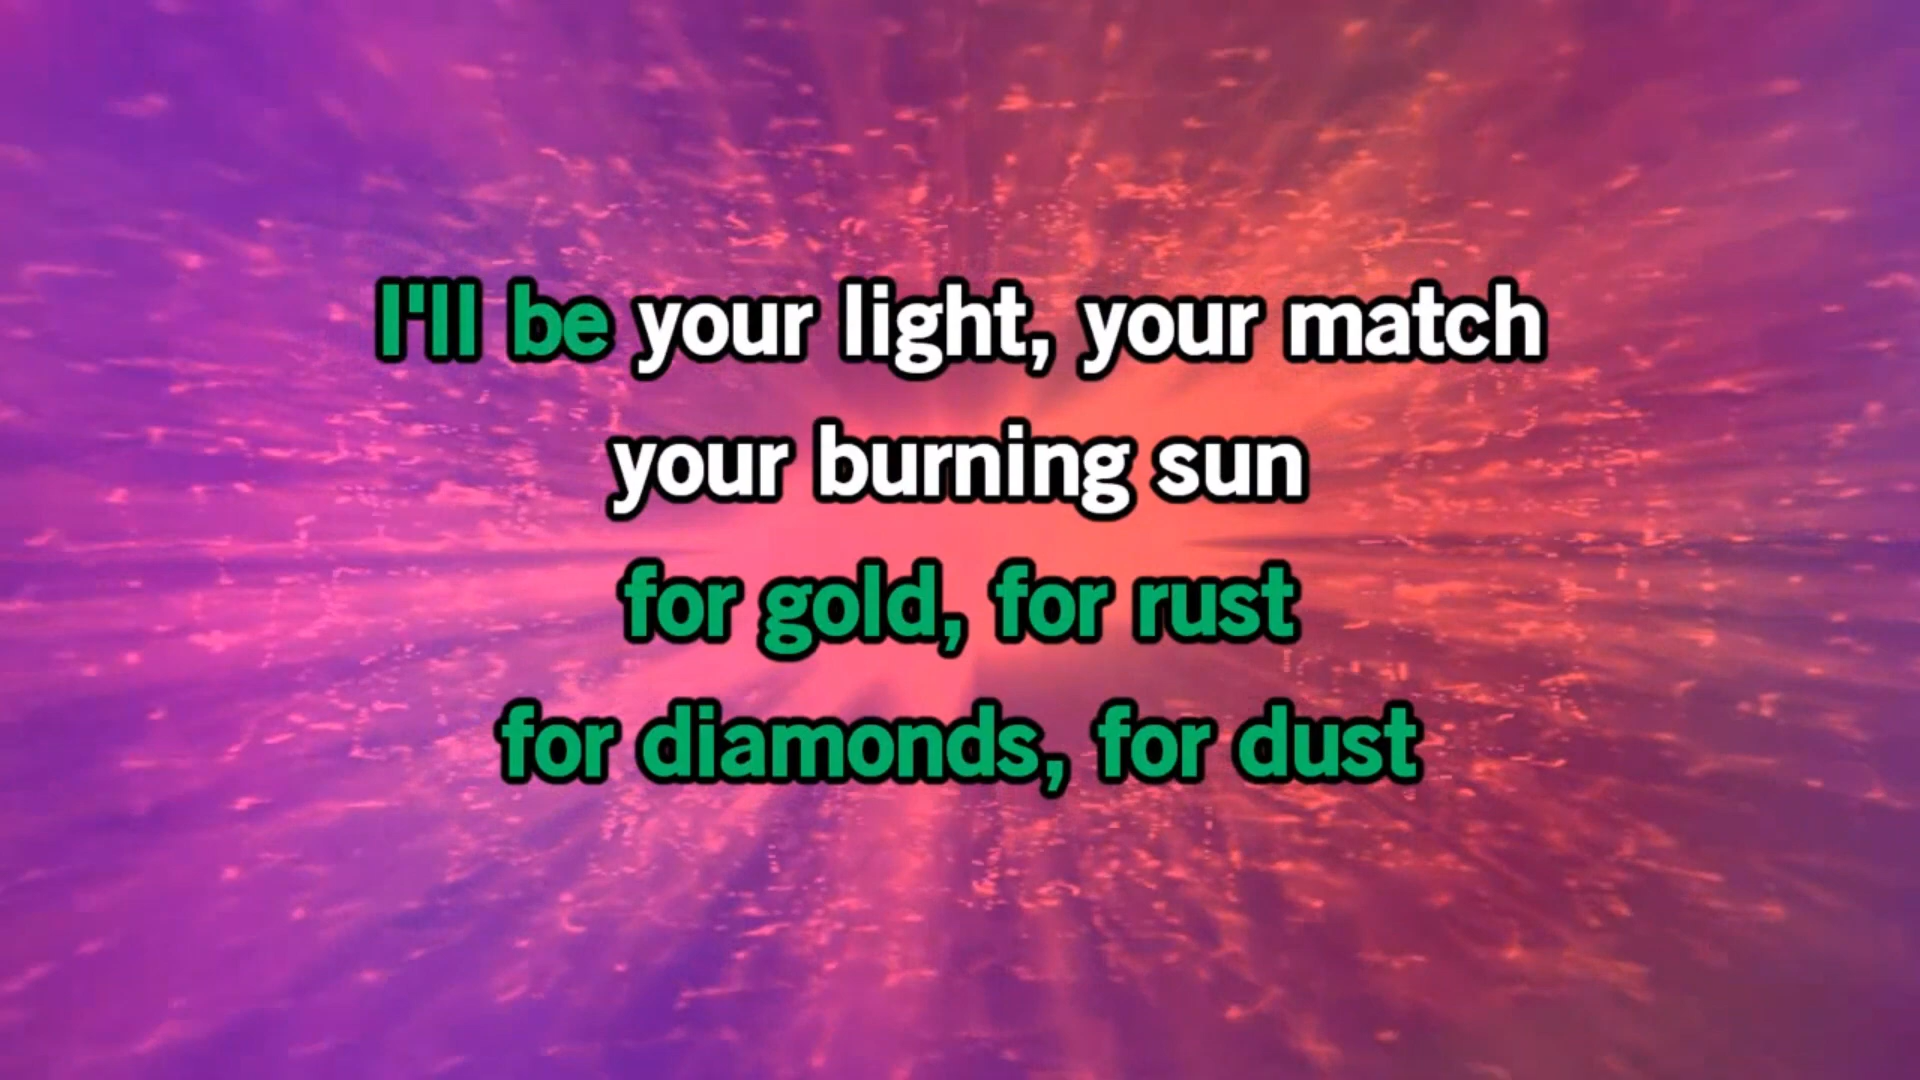 I'll be your light, your match
your burning sun
for gold, for rust
for diamonds, for dust